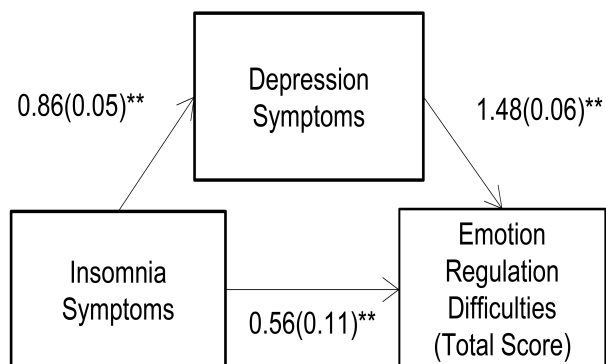 Depression
Symptoms
0.86(0.05)**
1.48(0.06)**
Insomnia
Symptoms
0.56(0.11)**
Emotion
Regulation
Difficulties
(Total Score)